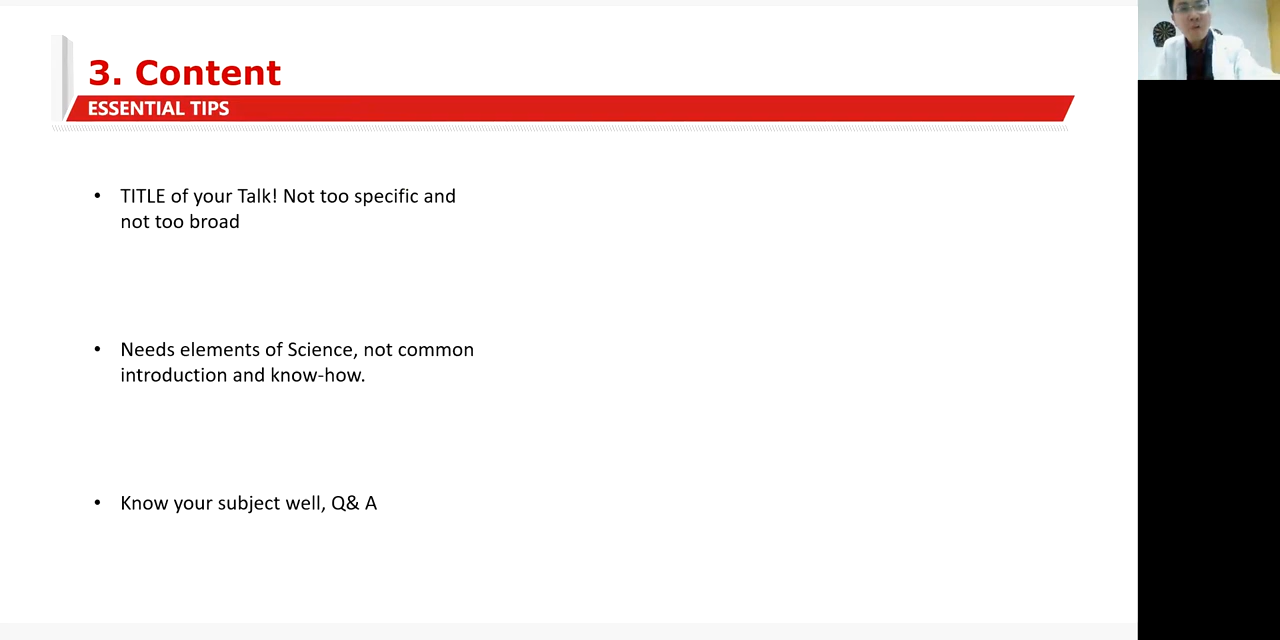 3. Content
ESSENTIAL TIPS
• TITLE of your Talk! Not too specific and
not too broad
• Needs elements of Science, not common
introduction and know-how.
• Know your subject well, Q& A